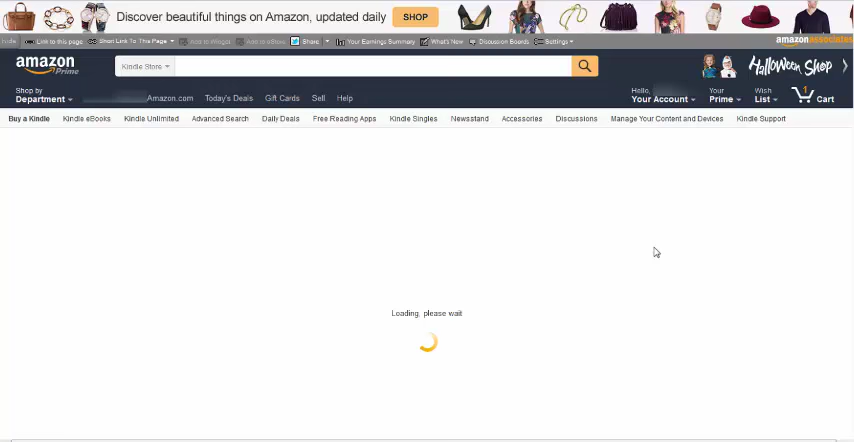 Discover beautiful things on Amazon, updated daily SHOP
Link to this page Short Link To This Page Add to Widget Add to aStore Share Your Earnings Summary What's New Discussion Boards Settings amazonassociates
amazon Prime Kindle Store Halloween Shop
Shop by Hello, Your Wish 1
Department Amazon.com Today's Deals Gift Cards Sell Help Your Account Prime List Cart
Buy a Kindle Kindle eBooks Kindle Unlimited Advanced Search Daily Deals Free Reading Apps Kindle Singles Newsstand Accessories Discussions Manage Your Content and Devices Kindle Support
Loading, please wait